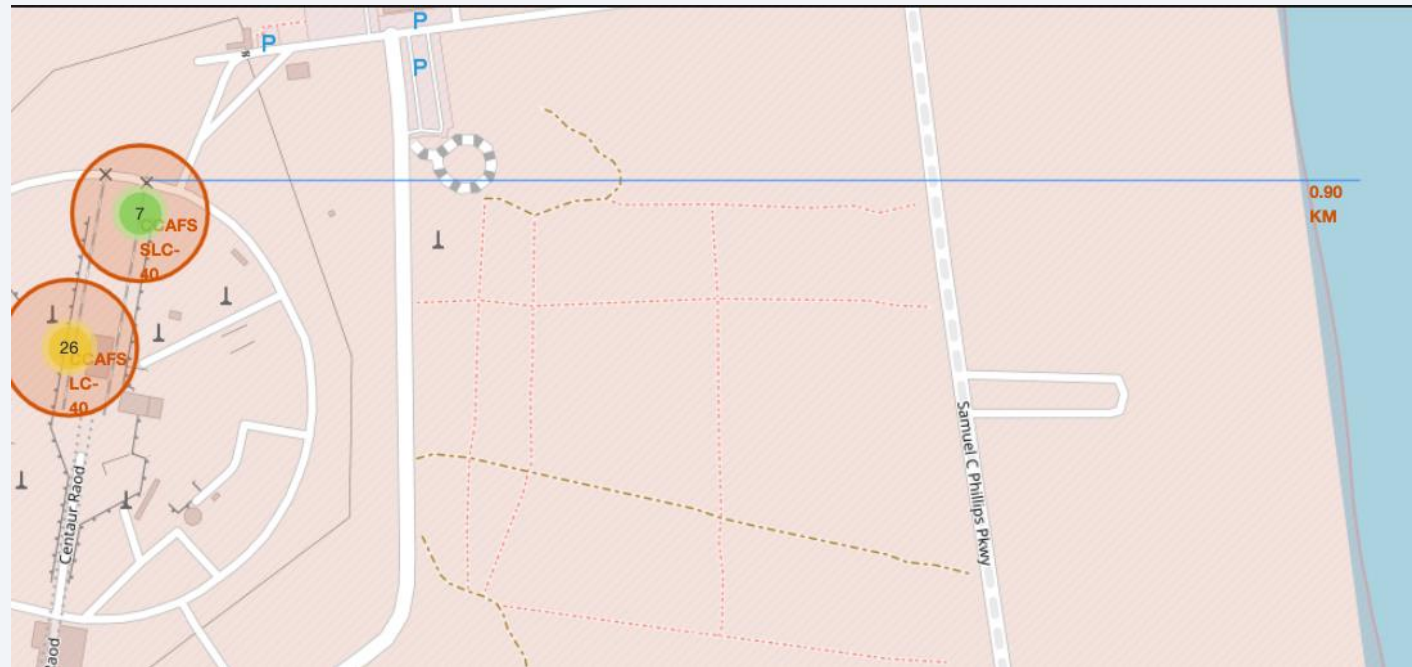 P
P
P
0.90
KM
7
CCAFS
SLC-
40
26
CCAFS
LC-
40
Samuel C Phillips Pkwy
Centaur Raod
Raod